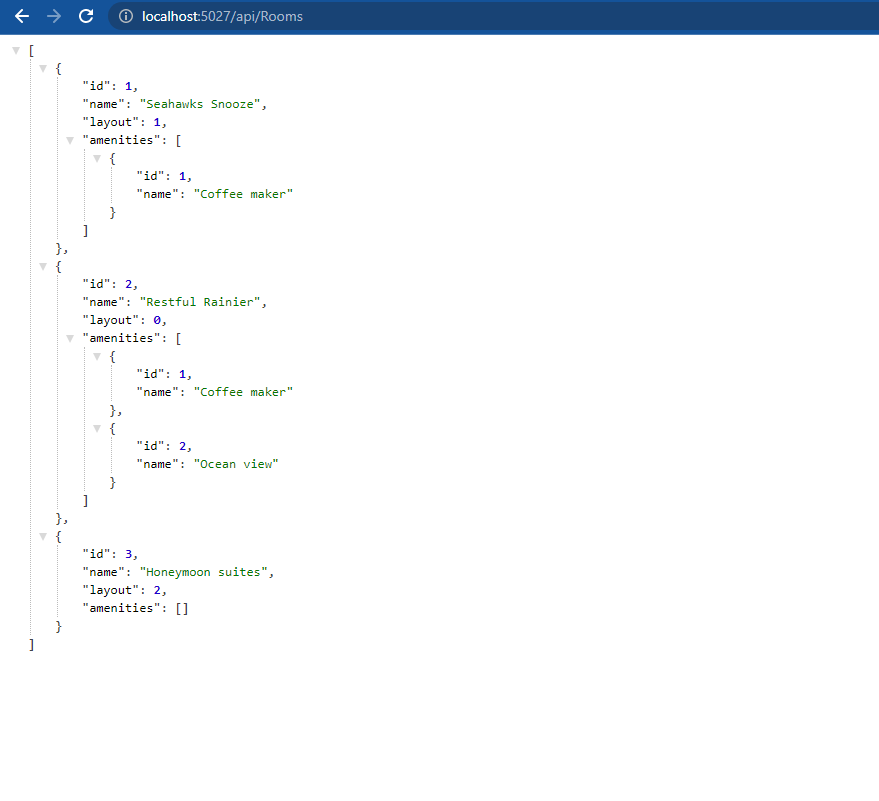 localhost:5027/api/Rooms
[
{
"id": 1,
"name": "Seahawks Snooze",
"layout": 1,
"amenities": [
{
"id": 1,
"name": "Coffee maker"
}
]
},
{
"id": 2,
"name": "Restful Rainier",
"layout": 0,
"amenities": [
{
"id": 1,
"name": "Coffee maker"
},
{
"id": 2,
"name": "Ocean view"
}
]
},
{
"id": 3,
"name": "Honeymoon suites",
"layout": 2,
"amenities": []
}
]